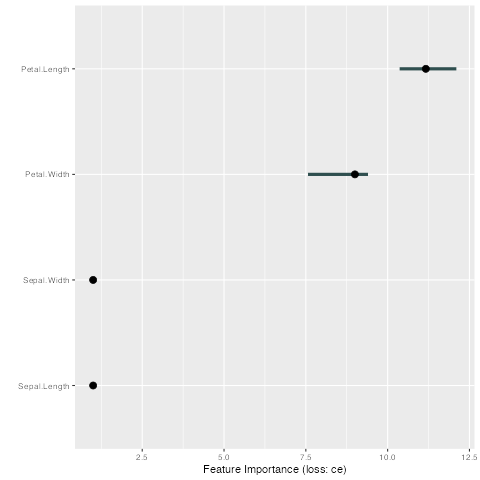 Petal.Length
Petal.Width
Sepal.Width
Sepal.Length
2.5 5.0 7.5 10.0 12.5
Feature Importance (loss: ce)